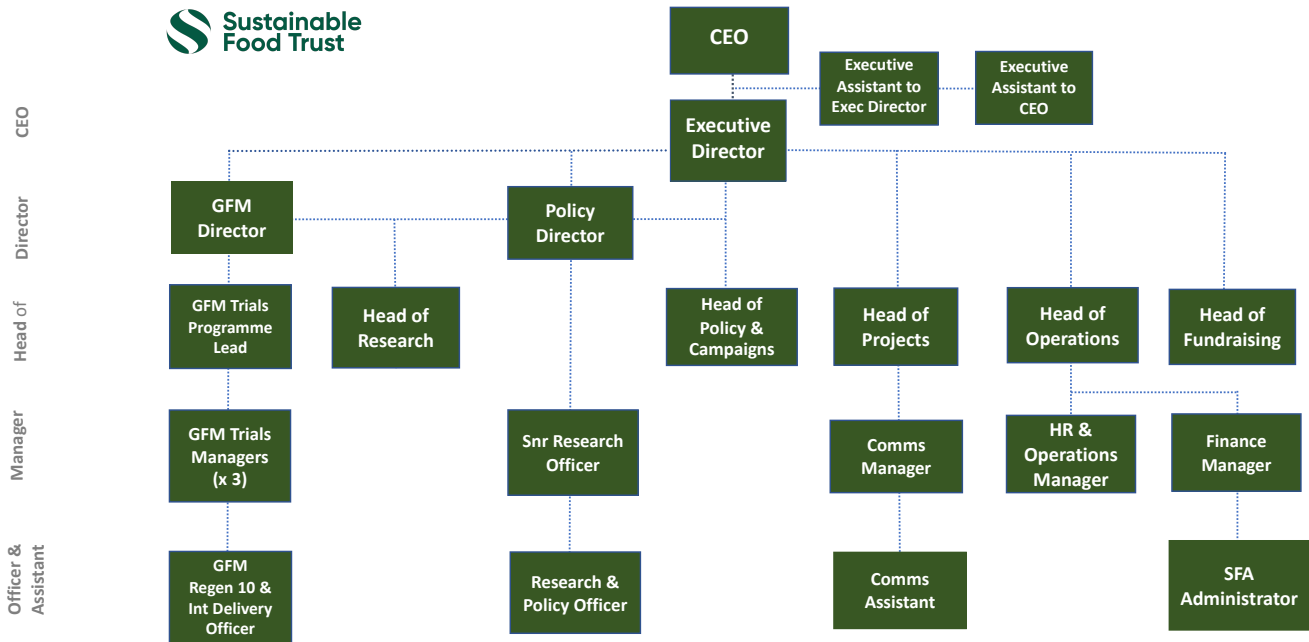 Sustainable
Food Trust
CEO
Executive
Assistant to
Exec Director
Executive
Assistant to
CEO
CEO
Executive
Director
Director
GFM
Director
Policy
Director
Head of
GFM Trials
Programme
Lead
Head of
Research
Head of
Policy &
Campaigns
Head of
Projects
Head of
Operations
Head of
Fundraising
Manager
GFM Trials
Managers
(x 3)
Snr Research
Officer
Comms
Manager
HR &
Operations
Manager
Finance
Manager
Officer &
Assistant
GFM
Regen 10 &
Int Delivery
Officer
Research &
Policy Officer
Comms
Assistant
SFA
Administrator